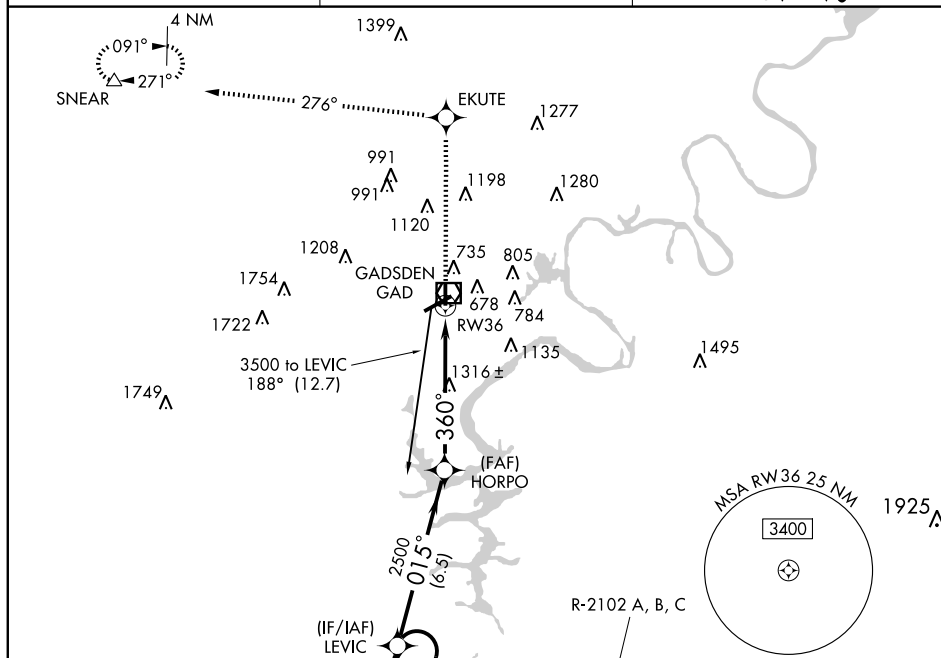 4 NM
1399
091°
271°
SNEAR
276°
EKUTE
1277
991
991
1198
1280
1120
1208
735
805
GADSDEN
GAD
1754
678
784
1722
RW36
1135
1495
3500 to LEVIC
188° (12.7)
1316 ±
1749
360°
(FAF)
HORPO
MSA RW36 25 NM
1925
3400
2500
015°
(6.5)
R-2102 A, B, C
(IF/IAF)
LEVIC